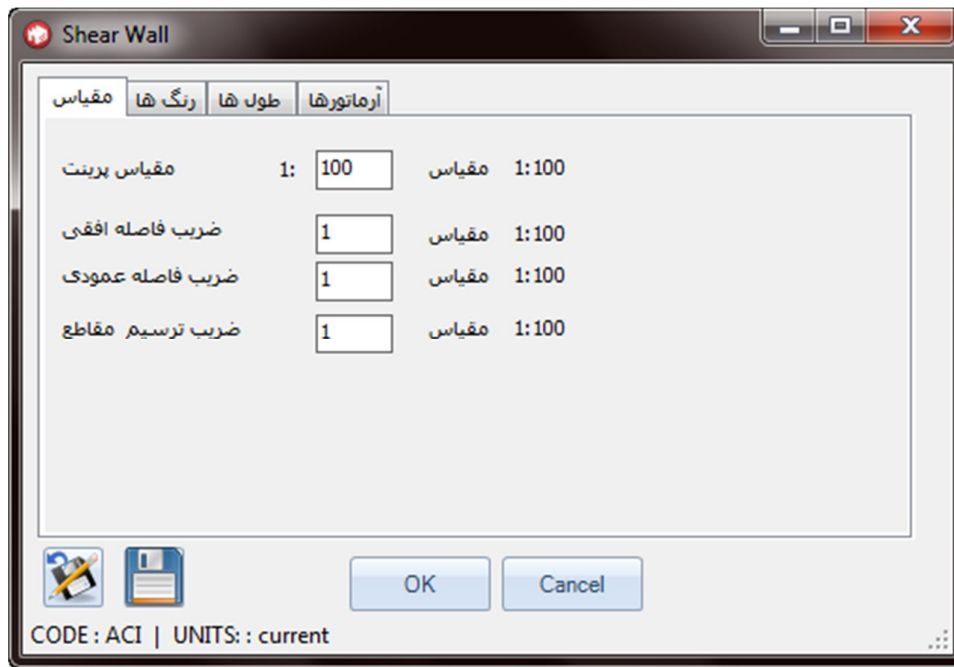 Shear Wall
مقیاس رنگ ها طول ها آرماتورها
مقیاس پرینت 1: 100 مقیاس 1:100
ضریب فاصله افقی 1 مقیاس 1:100
ضریب فاصله عمودی 1 مقیاس 1:100
ضریب ترسیم مقاطع 1 مقیاس 1:100
OK Cancel
CODE : ACI | UNITS: : current